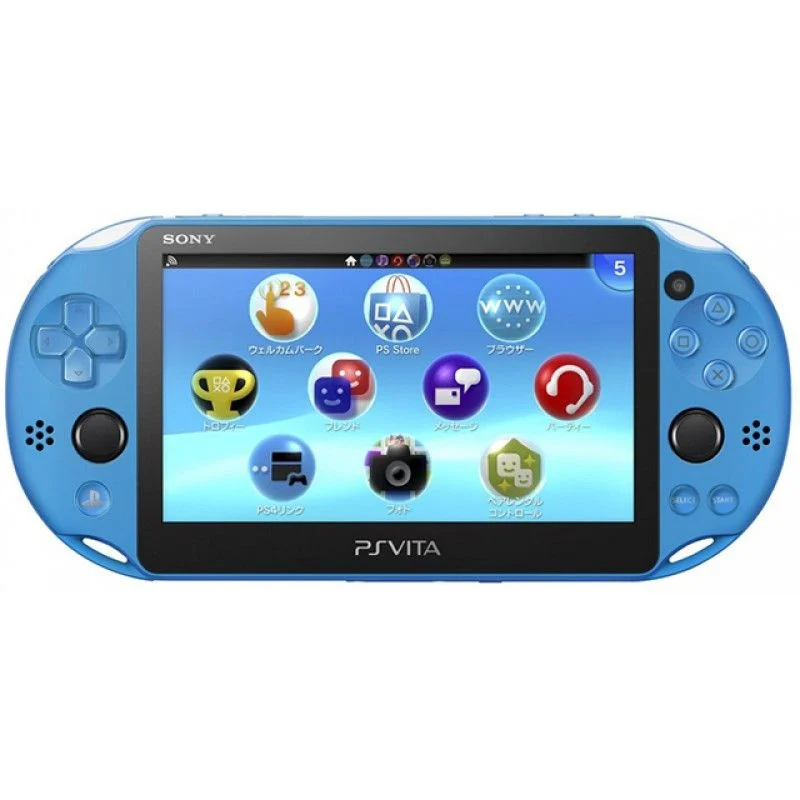 SONY
5
123
WWW
ウェルカムパーク
PS Store
ブラウザー
トロフィー
フレンド
メッセージ
パーティー
PS4リンク
フォト
ペアレンタル
コントロール
SELECT
START
PSVITA